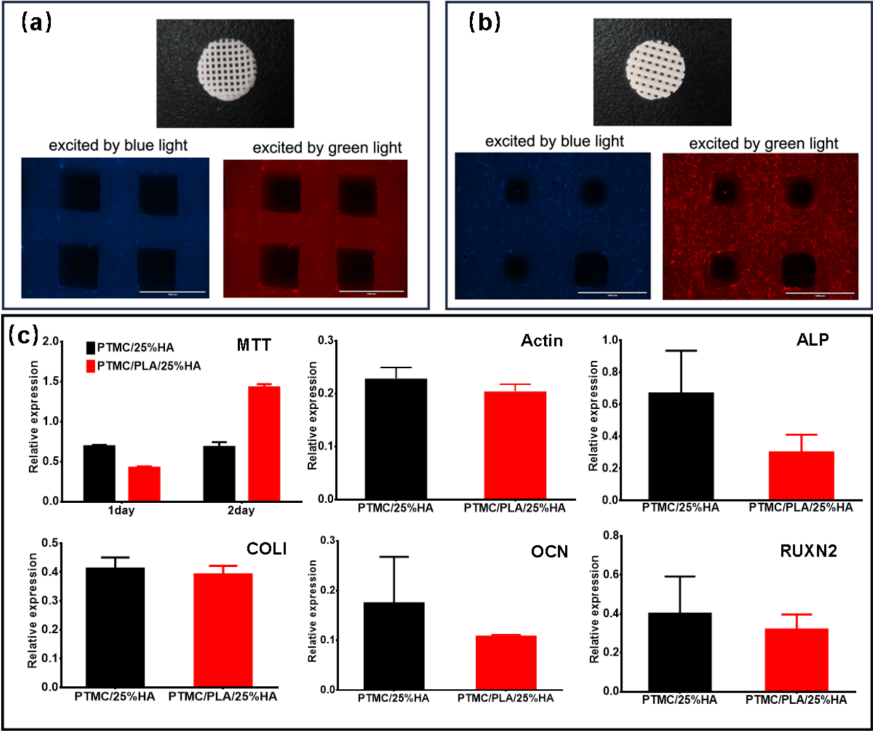 (a)
(b)
excited by blue light
excited by green light
excited by blue light
excited by green light
(c)
PTMC/25%HA
PTMC/PLA/25%HA
MTT
Relative expression
2.0
1.5
1.0
0.5
0.0
1day
2day
Actin
Relative expression
0.3
0.2
0.1
0.0
PTMC/25%HA
PTMC/PLA/25%HA
ALP
Relative expression
1.0
0.8
0.6
0.4
0.2
0.0
PTMC/25%HA
PTMC/PLA/25%HA
COLI
Relative expression
0.5
0.4
0.3
0.2
0.1
0.0
PTMC/25%HA
PTMC/PLA/25%HA
OCN
Relative expression
0.3
0.2
0.1
0.0
PTMC/25%HA
PTMC/PLA/25%HA
RUXN2
Relative expression
0.8
0.6
0.4
0.2
0.0
PTMC/25%HA
PTMC/PLA/25%HA